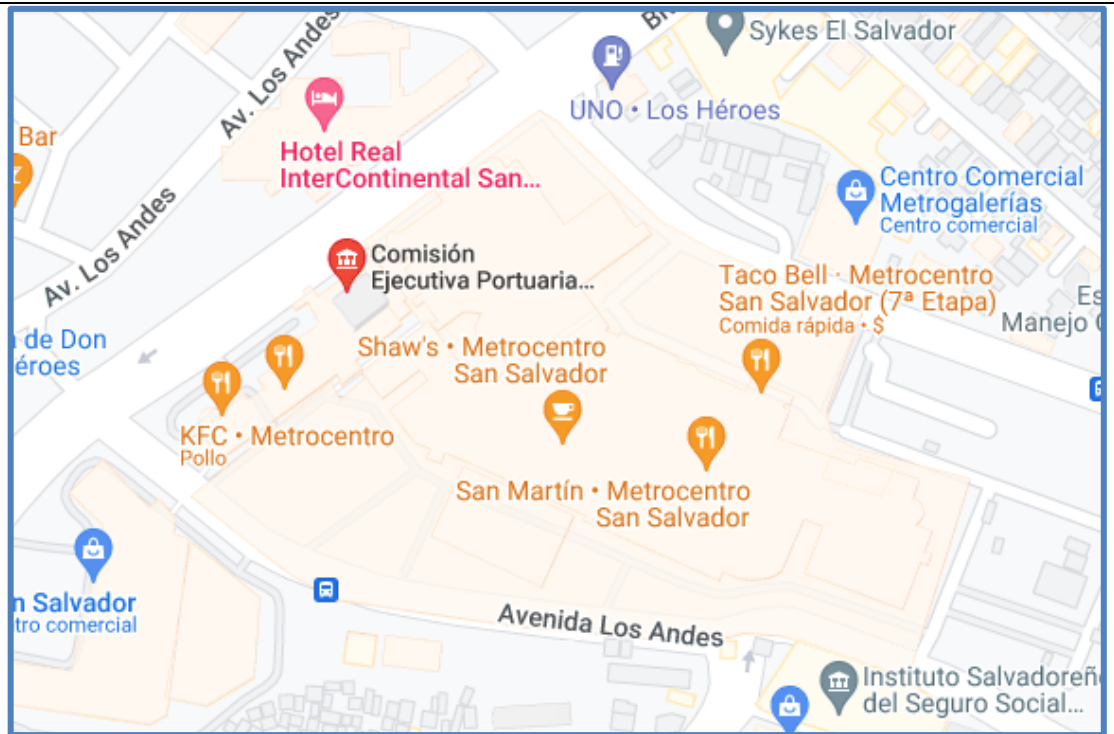 Av. Los Andes
Sykes El Salvador
UNO • Los Héroes
Bar
Hotel Real
InterContinental San...
Centro Comercial
Metrogalerías
Centro comercial
Av. Los Andes
Comisión
Ejecutiva Portuaria...
Taco Bell · Metrocentro
San Salvador (7ª Etapa)
Comida rápida • $
Manejo
de Don
éroes
Shaw's • Metrocentro
San Salvador
KFC • Metrocentro
Pollo
San Martín • Metrocentro
San Salvador
n Salvador
tro comercial
Avenida Los Andes
Instituto Salvadoreñ
del Seguro Social...